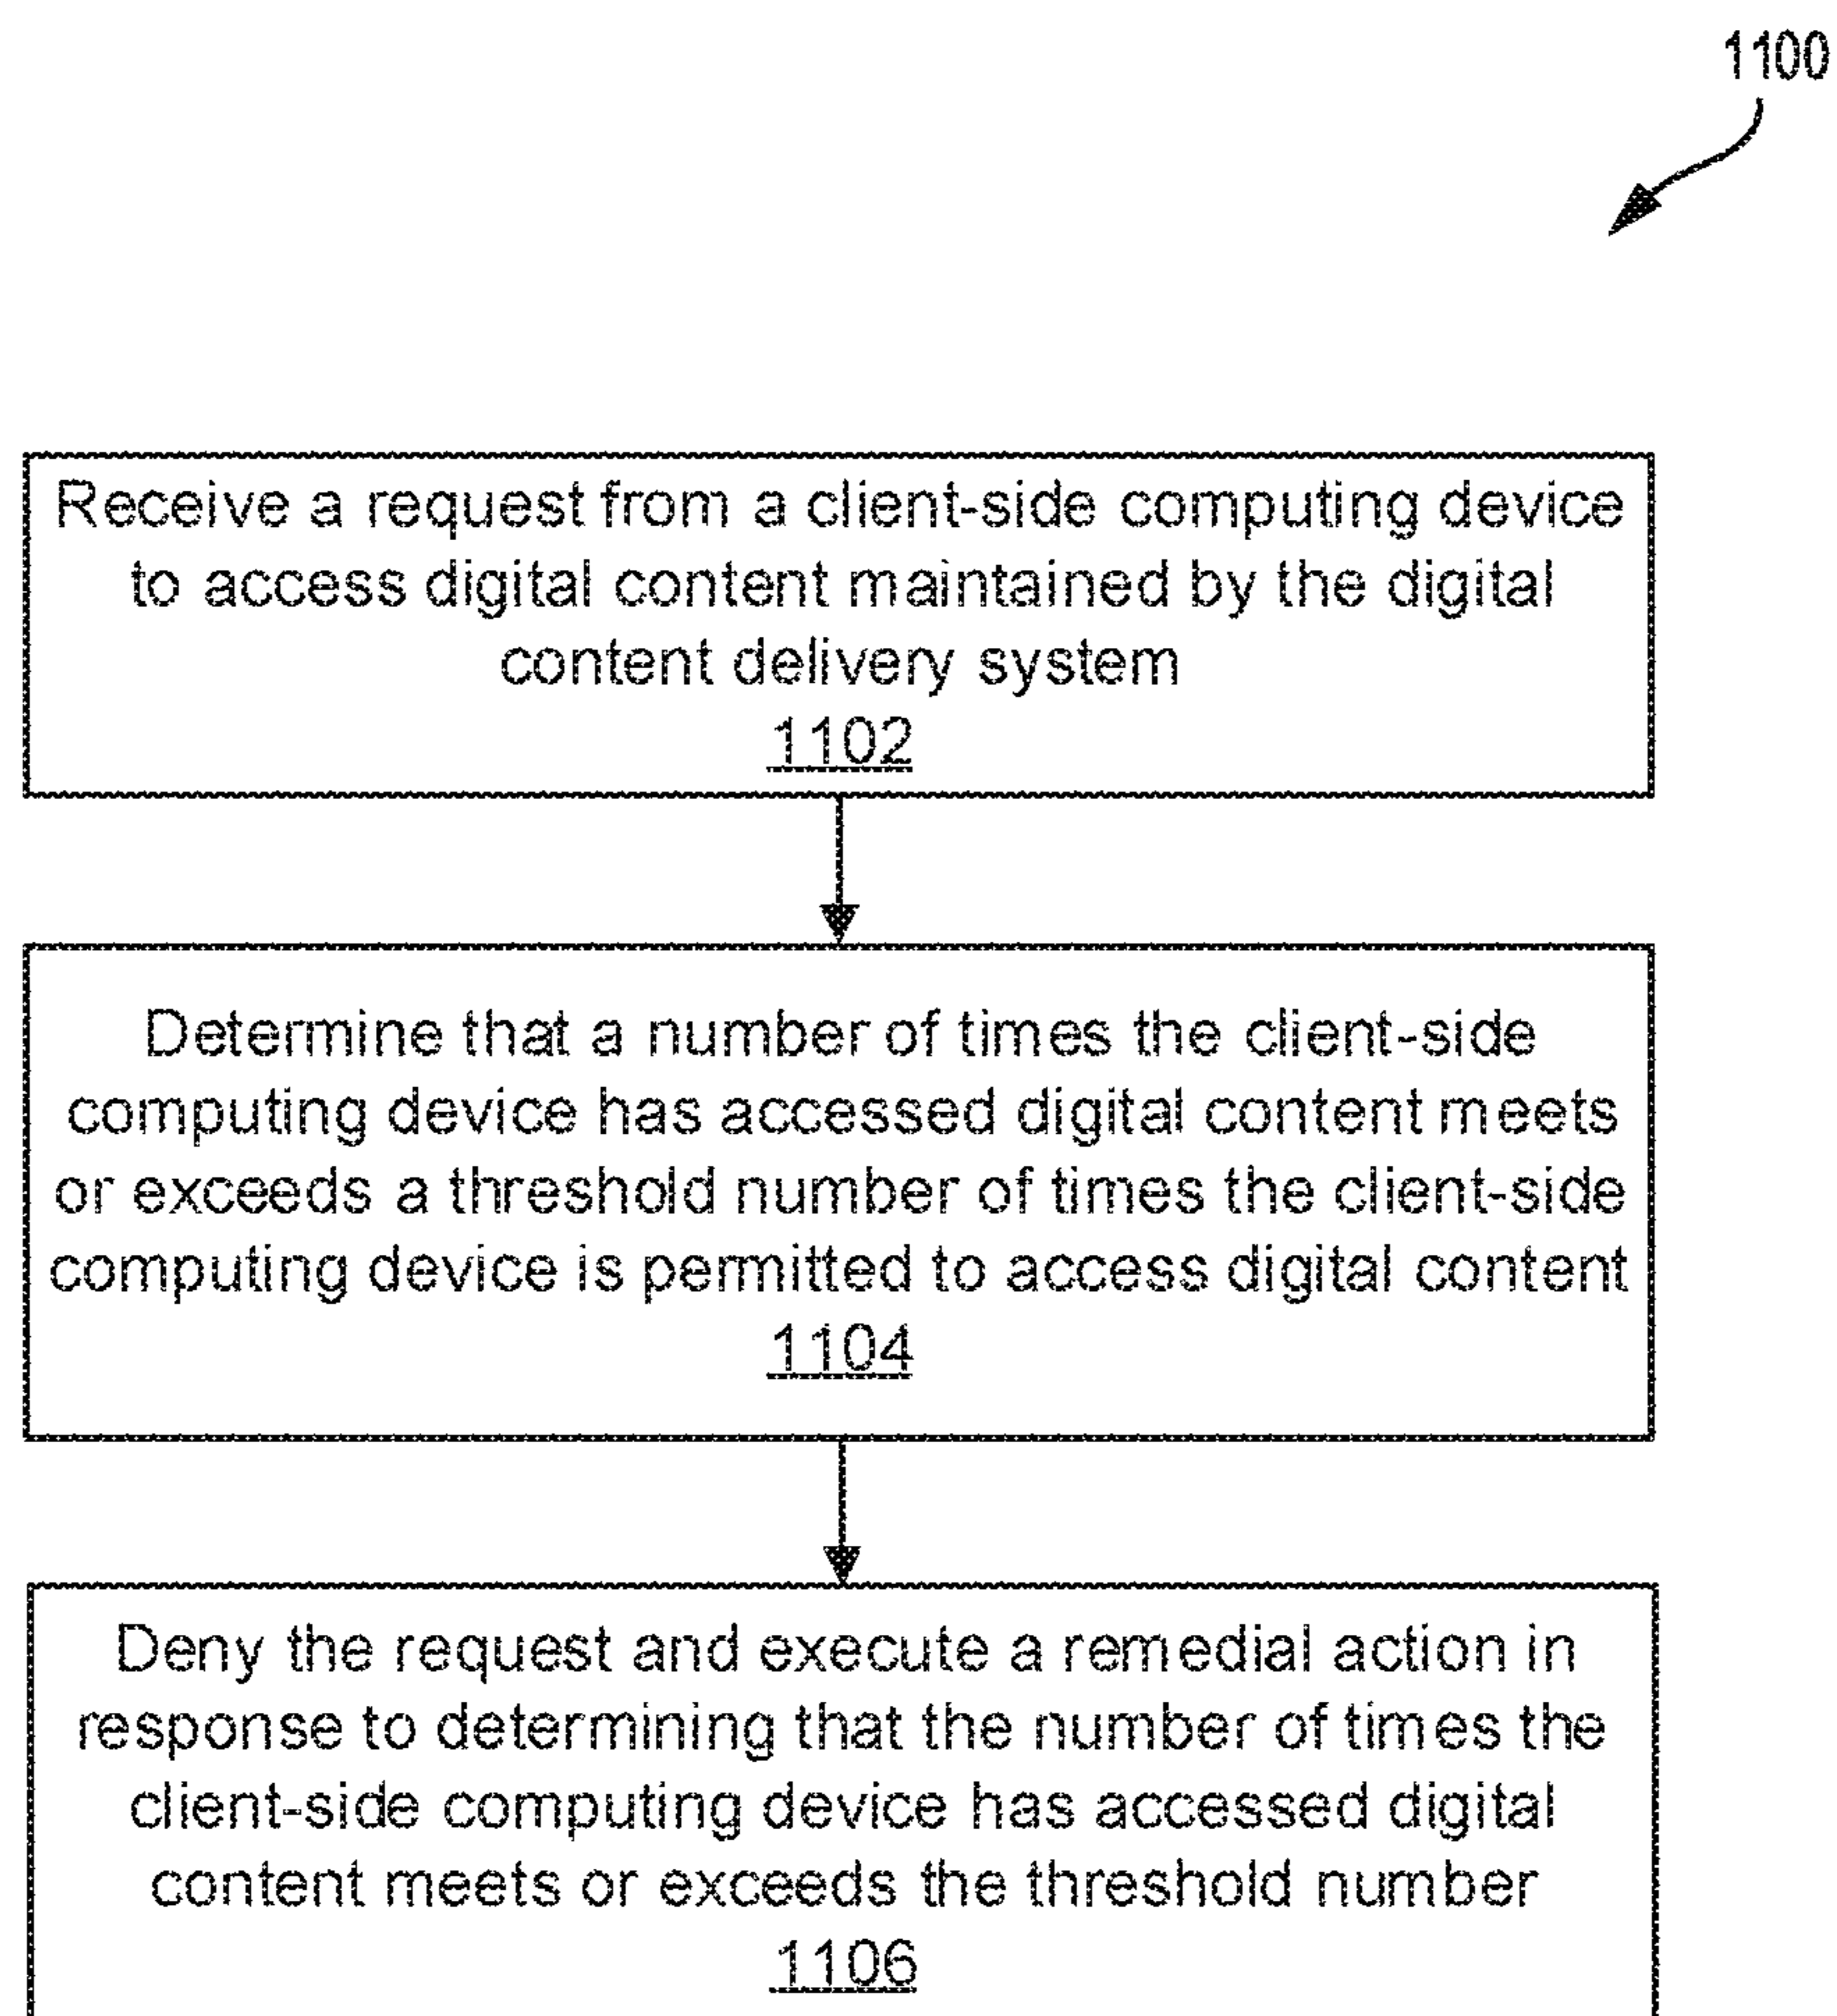 1100
Receive a request from a client-side computing device
to access digital content maintained by the digital
content delivery system
1102
Determine that a number of times the client-side
computing device has accessed digital content meets
or exceeds a threshold number of times the client-side
computing device is permitted to access digital content
1104
Deny the request and execute a remedial action in
response to determining that the number of times the
client-side computing device has accessed digital
content meets or exceeds the threshold number
1106